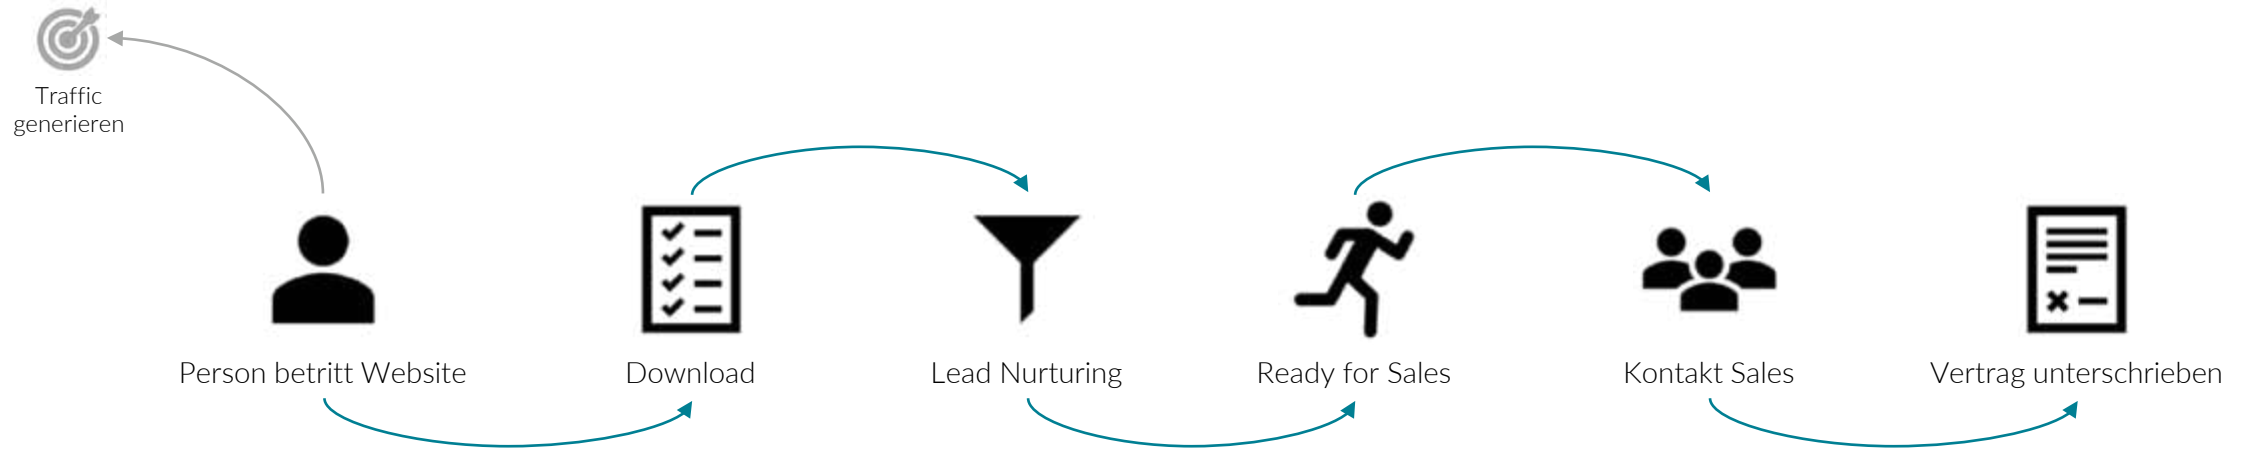 Traffic
generieren
Person betritt Website
Download
Lead Nurturing
Ready for Sales
Kontakt Sales
Vertrag unterschrieben